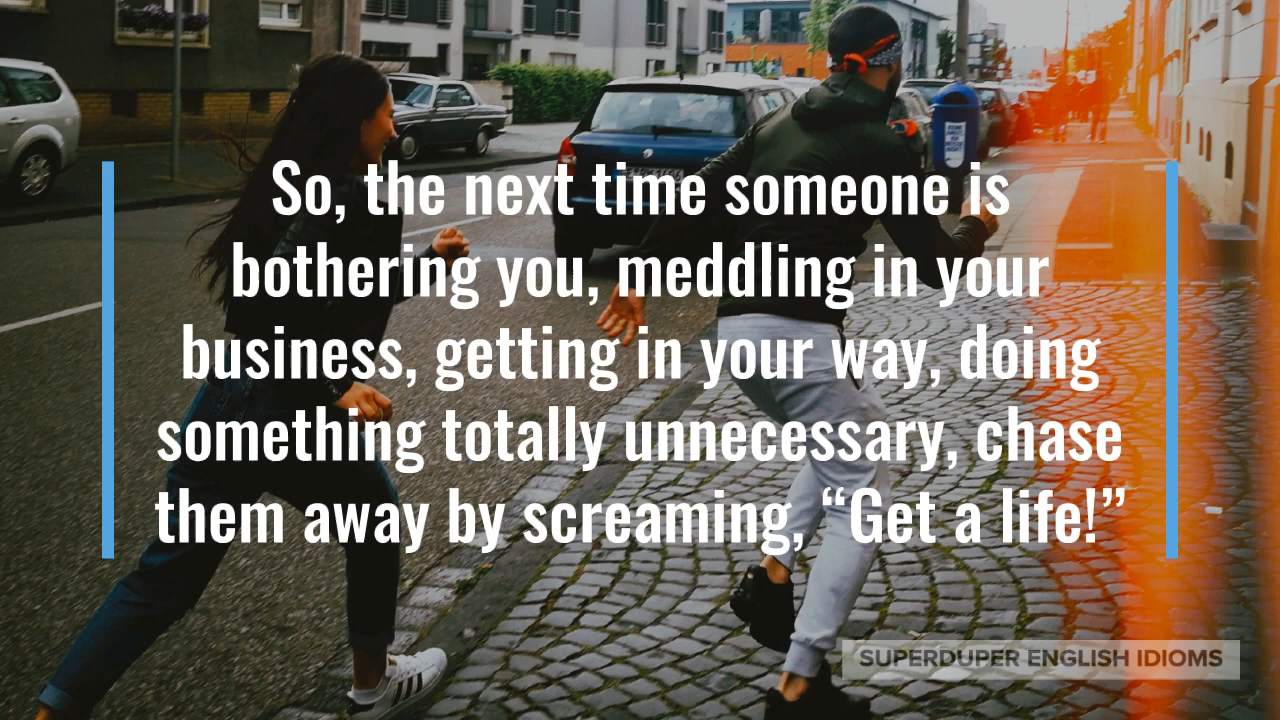 So, the next time someone is
bothering you, meddling in your
business, getting in your way, doing
something totally unnecessary, chase
them away by screaming, “Get a life!”
SUPERDUPER ENGLISH IDIOMS